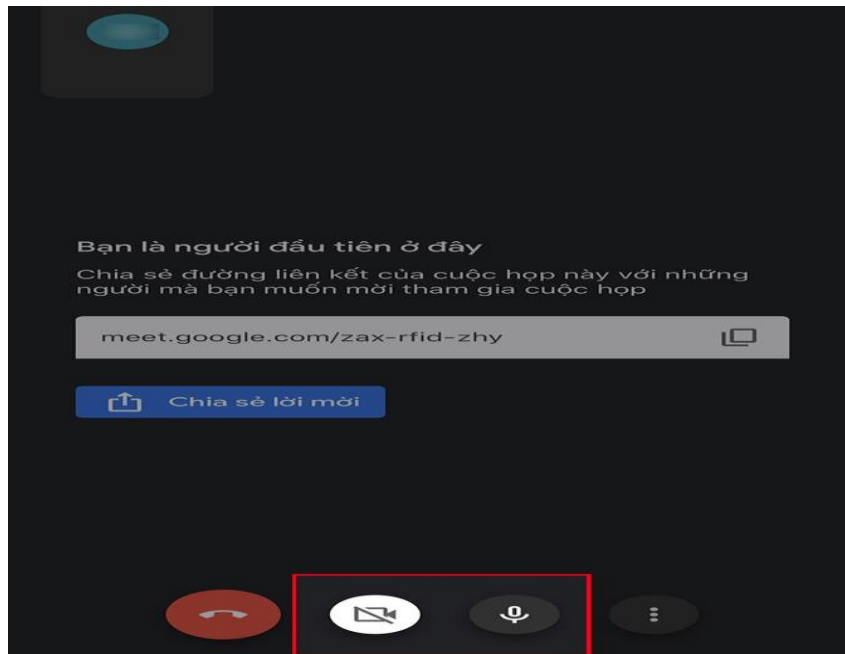 Bạn là người đầu tiên ở đây
Chia sẻ đường liên kết của cuộc họp này với những
người mà bạn muốn mời tham gia cuộc họp
meet.google.com/zax-rfid-zhy
Chia sẻ lời mời